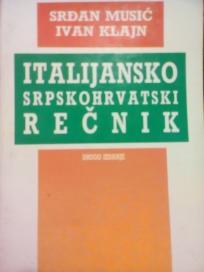 SRĐAN MUSIĆ
IVAN KLAJN
ITALIJANSKO
SRPSKOHRVATSKI
REČNIK
DRUGO IZDANJE